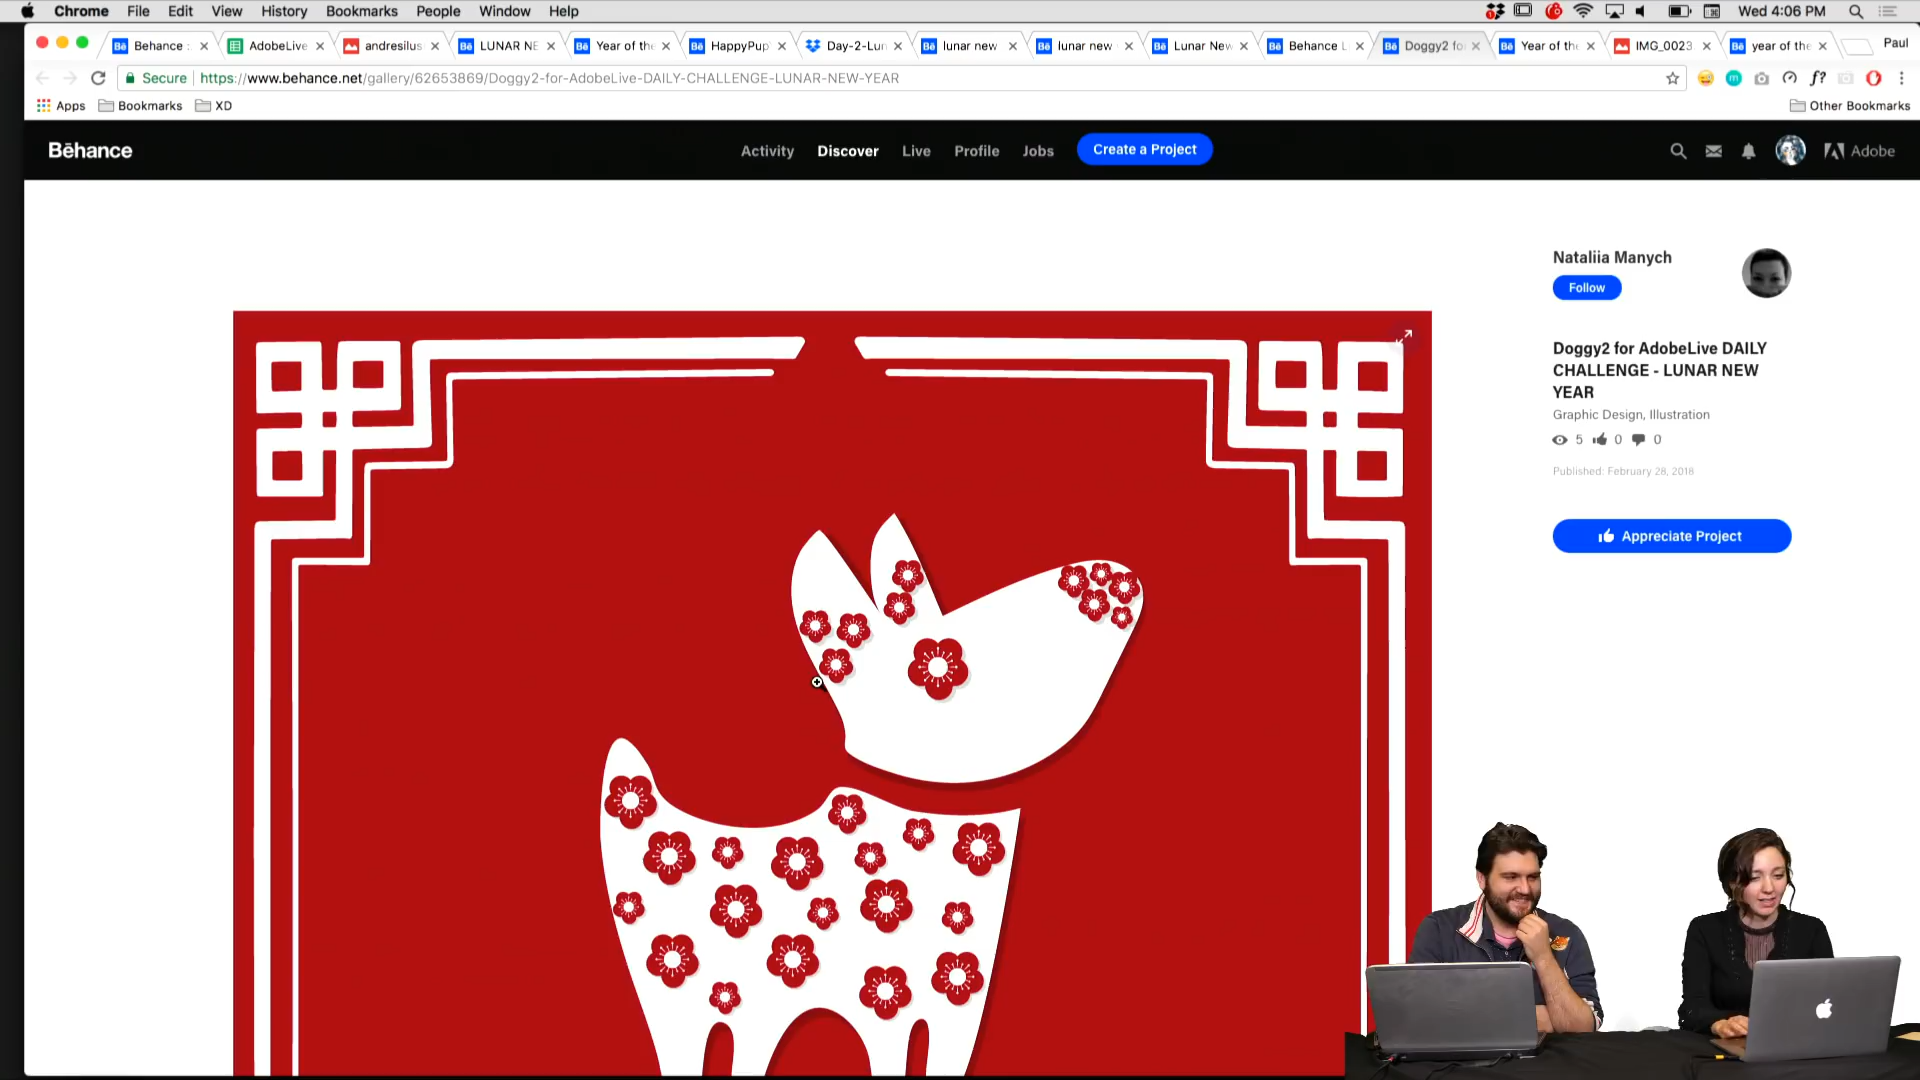 Chrome File Edit View History Bookmarks People Window Help Wed 4:06 PM
Behance : AdobeLive andresilus LUNAR NE Year of the HappyPup Day-2-Lun lunar new lunar new Lunar New Behance L Doggy2 fo Year of the IMG_0023 year of the Paul
Secure https://www.behance.net/gallery/62653869/Doggy2-for-AdobeLive-DAILY-CHALLENGE-LUNAR-NEW-YEAR f?
Apps Bookmarks XD Other Bookmarks
Bēhance Activity Discover Live Profile Jobs Create a Project Adobe
Nataliia Manych
Follow
Doggy2 for AdobeLive DAILY
CHALLENGE - LUNAR NEW
YEAR
Graphic Design, Illustration
5 0 0
Published: February 28, 2018
Appreciate Project